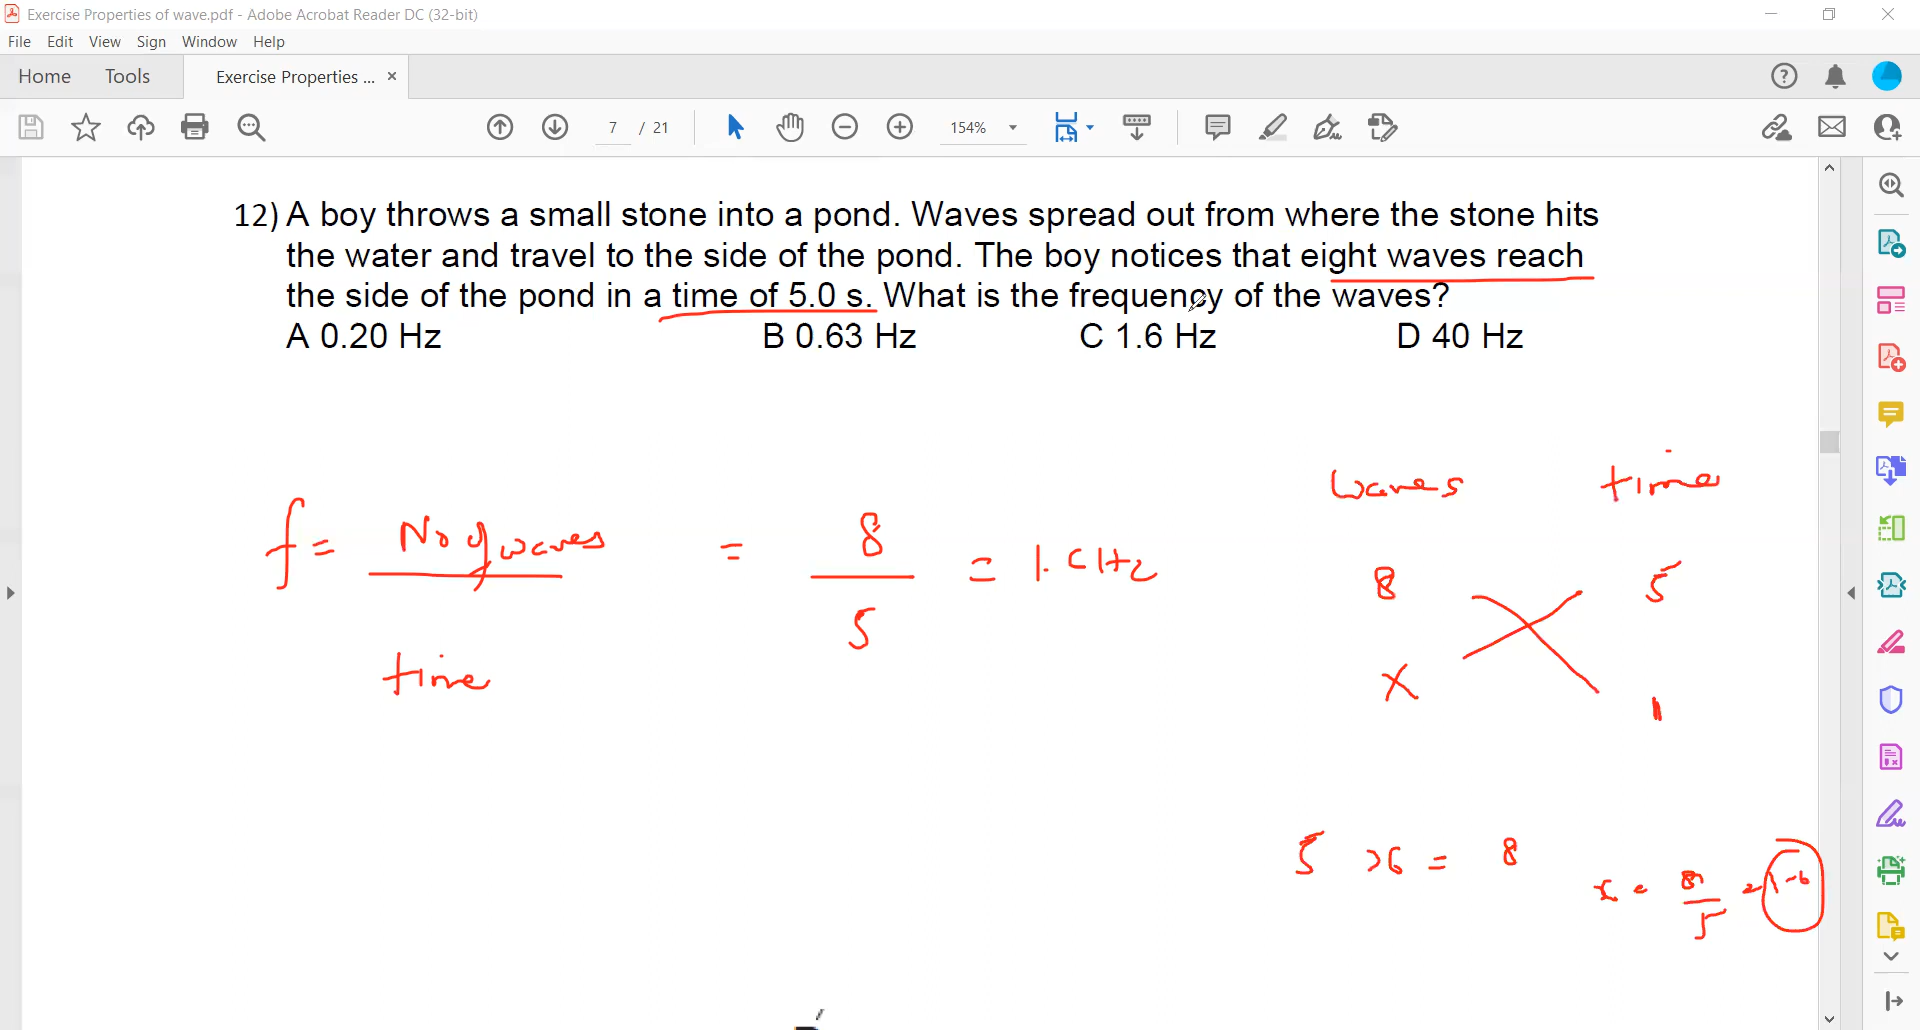 Exercise Properties of wave.pdf - Adobe Acrobat Reader DC (32-bit)
File Edit View Sign Window Help
Home Tools Exercise Properties ... ×
7 / 21 154%
12) A boy throws a small stone into a pond. Waves spread out from where the stone hits
the water and travel to the side of the pond. The boy notices that eight waves reach
the side of the pond in a time of 5.0 s. What is the frequency of the waves?
A 0.20 Hz B 0.63 Hz C 1.6 Hz D 40 Hz
waves time
f = No of waves = 8 = 1.6 Hz
time 5
8 5
x 1
5 x = 8
x = 8 = 1.6
5